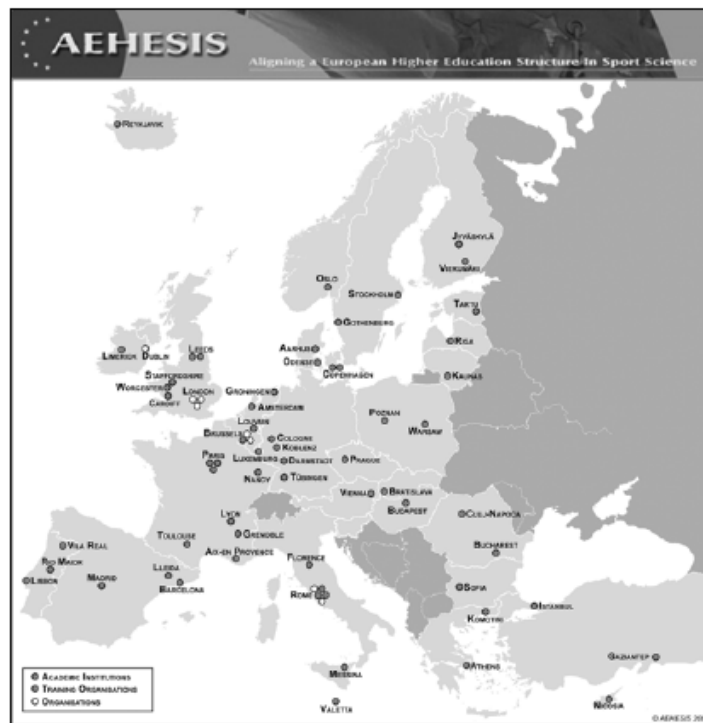 AEHESIS
Aligning a European Higher Education Structure In Sport Science
Reykjavik
Jyväskylä
Vierumäki
Oslo
Stockholm
Tartu
Gothenburg
Riga
Aarhus
Odense
Copenhagen
Kaunas
Limerick
Dublin
Leeds
Staffordshire
Worcester
London
Cardiff
Groningen
Amsterdam
Poznan
Warsaw
Louvain
Brussels
Cologne
Koblenz
Luxemburg
Darmstadt
Prague
Paris
Nancy
Tübingen
Vienna
Bratislava
Budapest
Cluj-Napoca
Lyon
Grenoble
Toulouse
Aix-en Provence
Florence
Bucharest
Vila Real
Rio Maior
Lisbon
Madrid
Lleida
Barcelona
Rome
Sofia
Komotini
Istanbul
Gaziantep
Athens
Messina
Valetta
Nicosia
Academic Institutions
Training Organisations
Organisations
© AEHESIS